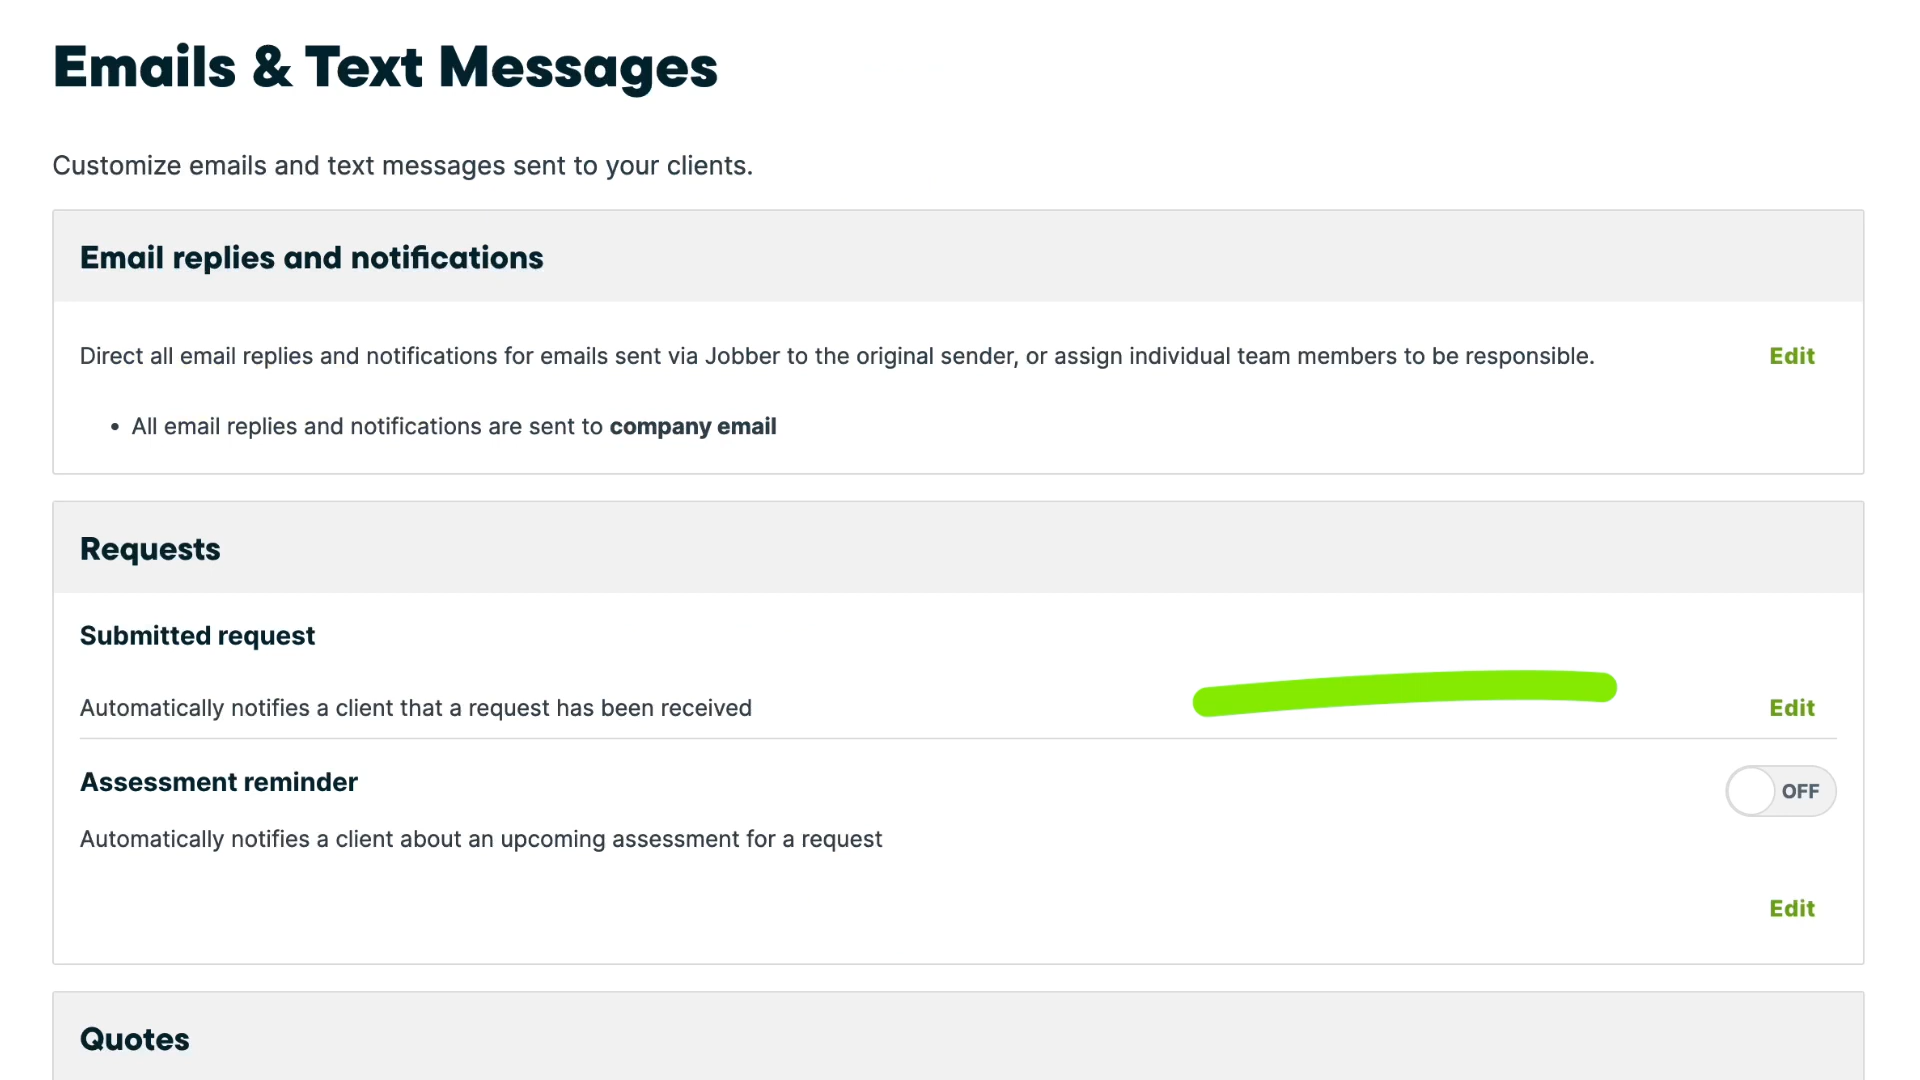 Emails & Text Messages
Customize emails and text messages sent to your clients.
Email replies and notifications
Direct all email replies and notifications for emails sent via Jobber to the original sender, or assign individual team members to be responsible.
Edit
• All email replies and notifications are sent to company email
Requests
Submitted request
Automatically notifies a client that a request has been received
Edit
Assessment reminder
OFF
Automatically notifies a client about an upcoming assessment for a request
Edit
Quotes